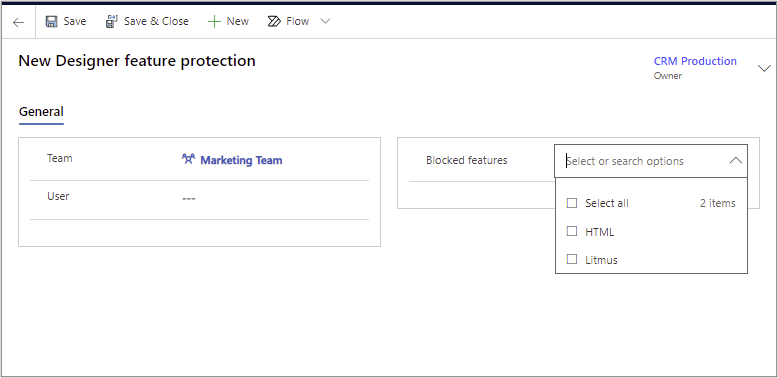 Save Save & Close New Flow
New Designer feature protection
CRM Production
Owner
General
Team Marketing Team
User ---
Blocked features Select or search options
Select all 2 items
HTML
Litmus